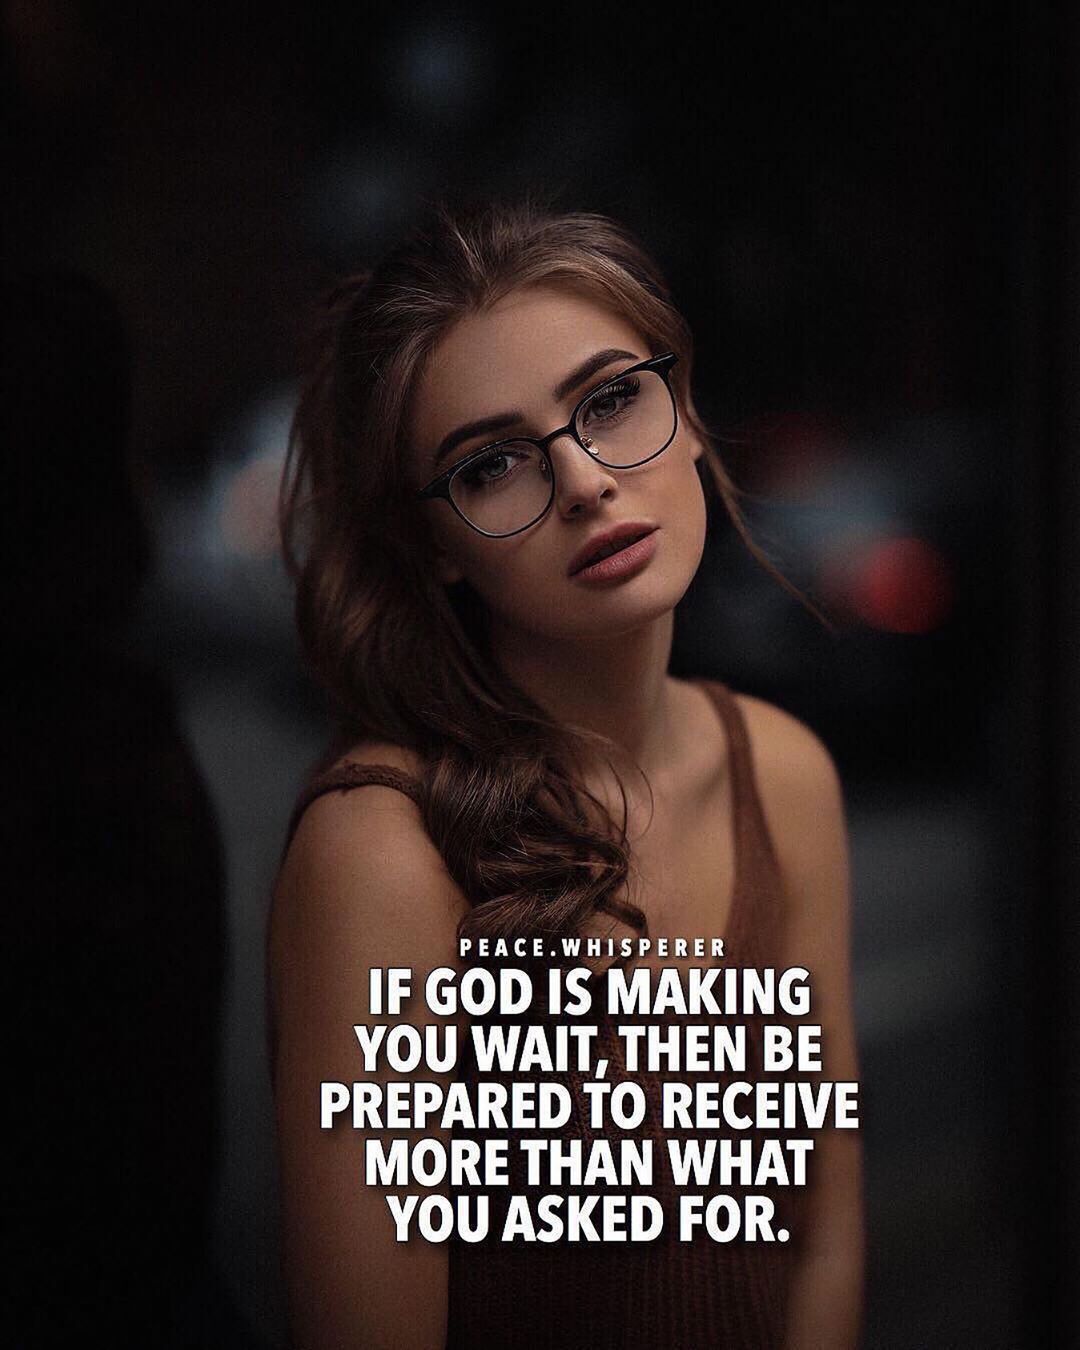 PEACE.WHISPERER
IF GOD IS MAKING
YOU WAIT, THEN BE
PREPARED TO RECEIVE
MORE THAN WHAT
YOU ASKED FOR.